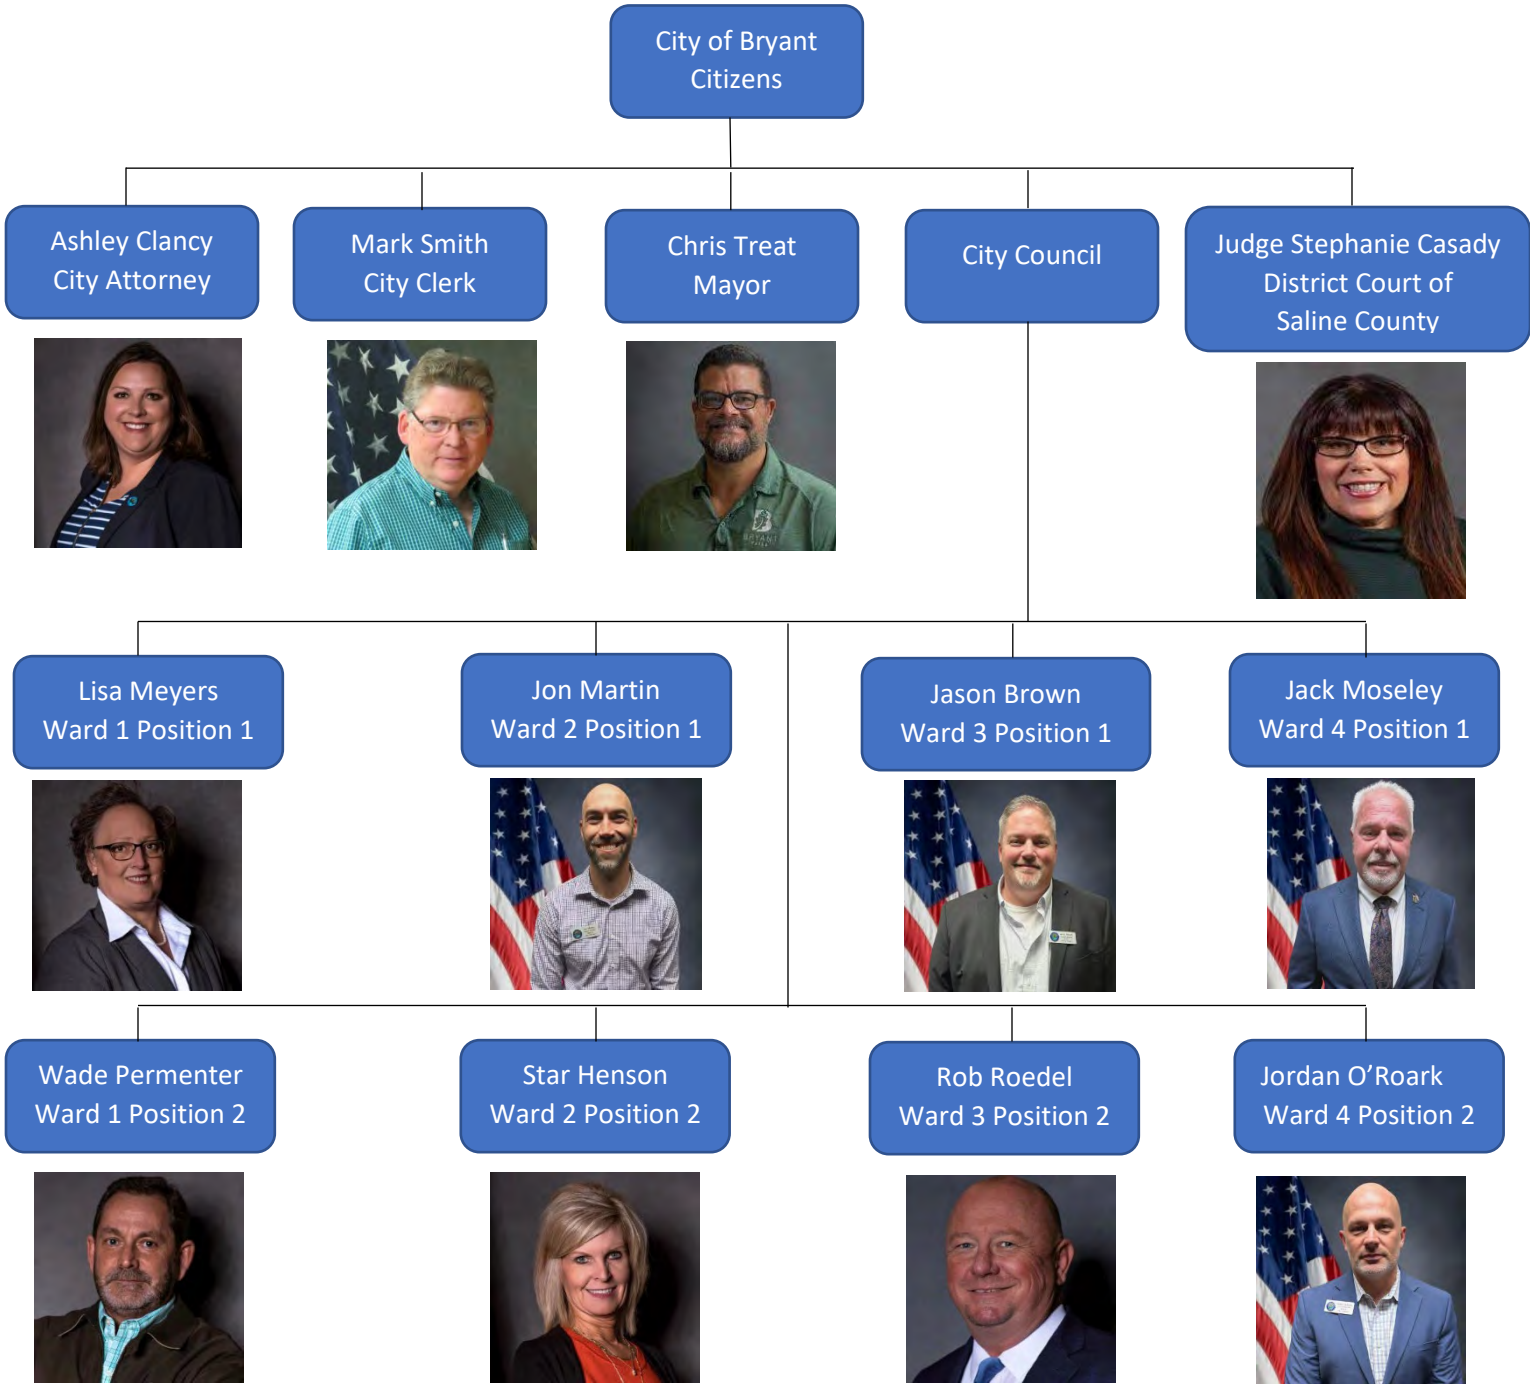 City of Bryant
Citizens
Ashley Clancy
City Attorney
Mark Smith
City Clerk
Chris Treat
Mayor
City Council
Judge Stephanie Casady
District Court of
Saline County
BRYANT
Lisa Meyers
Ward 1 Position 1
Jon Martin
Ward 2 Position 1
Jason Brown
Ward 3 Position 1
Jack Moseley
Ward 4 Position 1
Wade Permenter
Ward 1 Position 2
Star Henson
Ward 2 Position 2
Rob Roedel
Ward 3 Position 2
Jordan O’Roark
Ward 4 Position 2